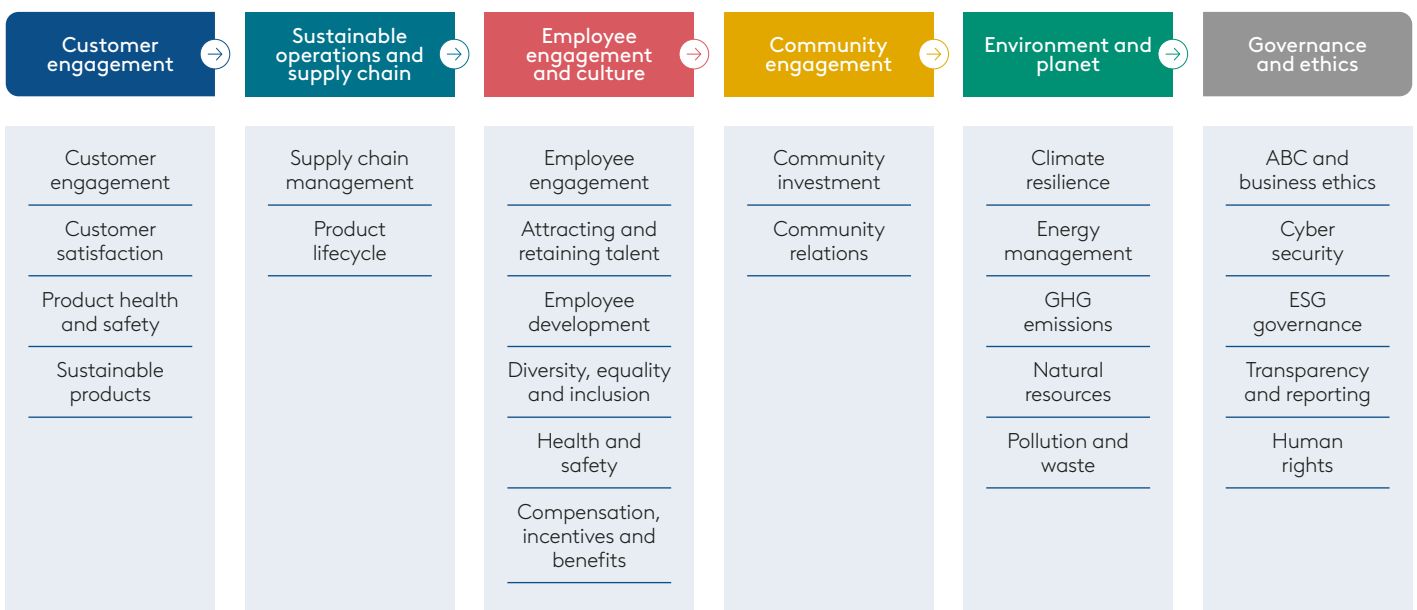 Customer
engagement
Sustainable
operations and
supply chain
Employee
engagement
and culture
Community
engagement
Environment and
planet
Governance
and ethics
Customer
engagement
Customer
satisfaction
Product health
and safety
Sustainable
products
Supply chain
management
Product
lifecycle
Employee
engagement
Attracting and
retaining talent
Employee
development
Diversity, equality
and inclusion
Health and
safety
Compensation,
incentives and
benefits
Community
investment
Community
relations
Climate
resilience
Energy
management
GHG
emissions
Natural
resources
Pollution and
waste
ABC and
business ethics
Cyber
security
ESG
governance
Transparency
and reporting
Human
rights